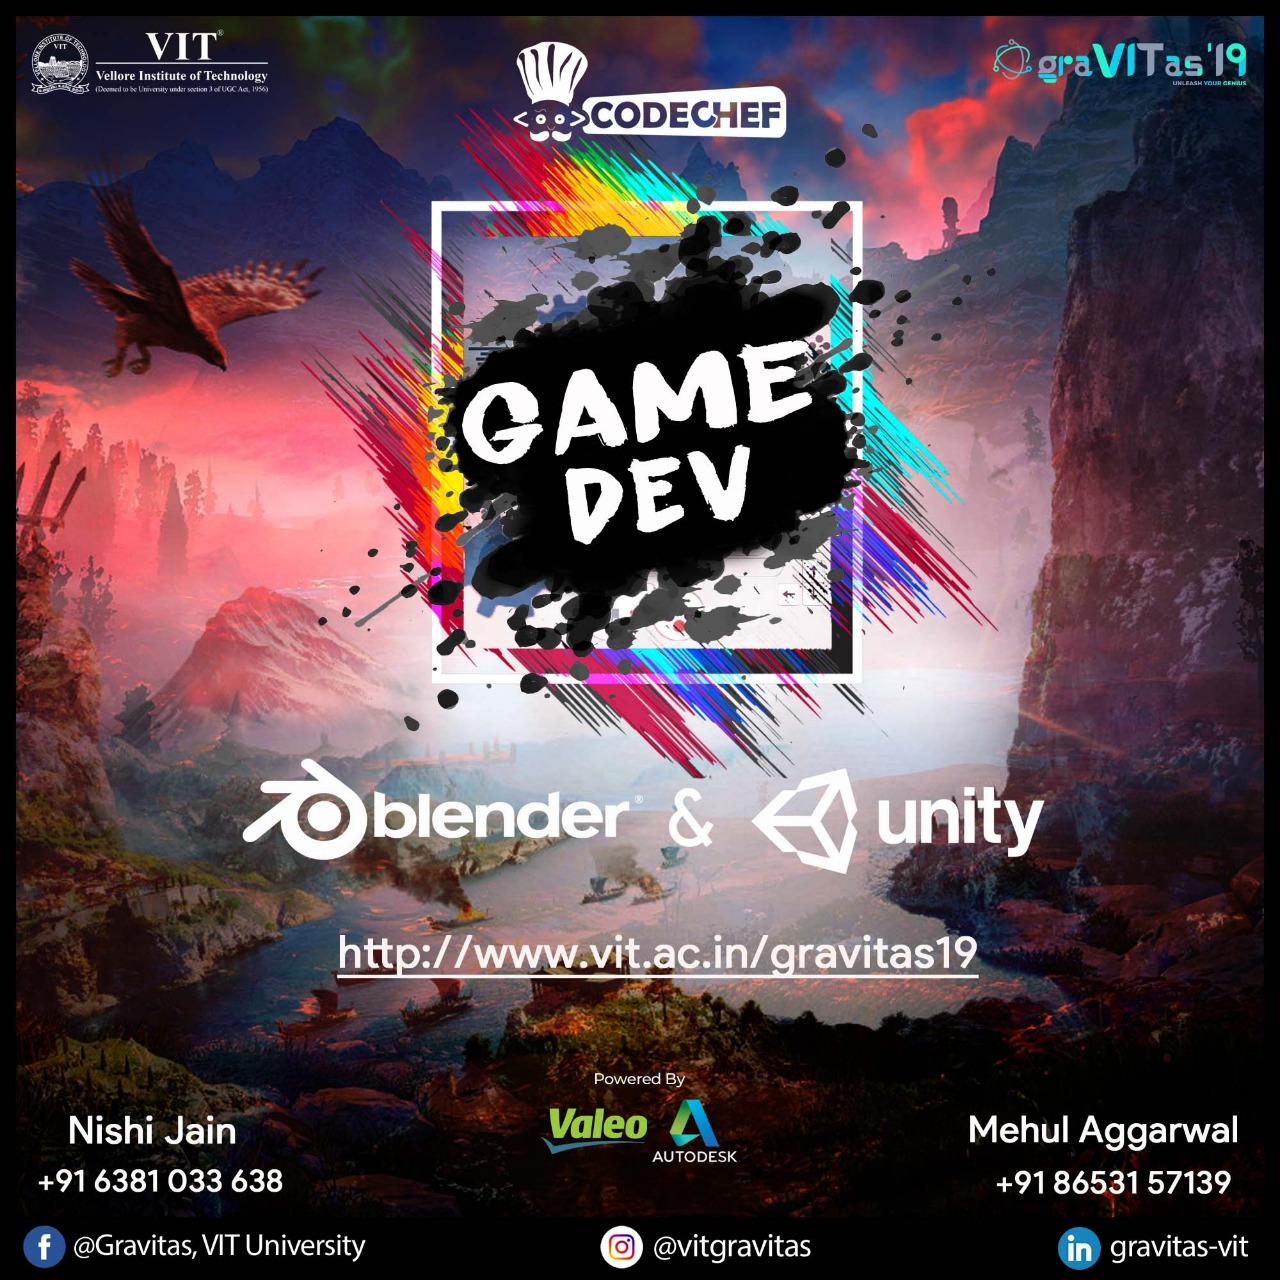 VIT®
Vellore Institute of Technology
(Deemed to be University under section 3 of UGC Act, 1956)
VIT
CODECHEF
graVITas'19
UNLEASH YOUR GENIUS
GAME
DEV
blender® & unity
http://www.vit.ac.in/gravitas19
Powered By
Valeo
AUTODESK
Nishi Jain
+91 6381 033 638
Mehul Aggarwal
+91 86531 57139
@Gravitas, VIT University
@vitgravitas
gravitas-vit